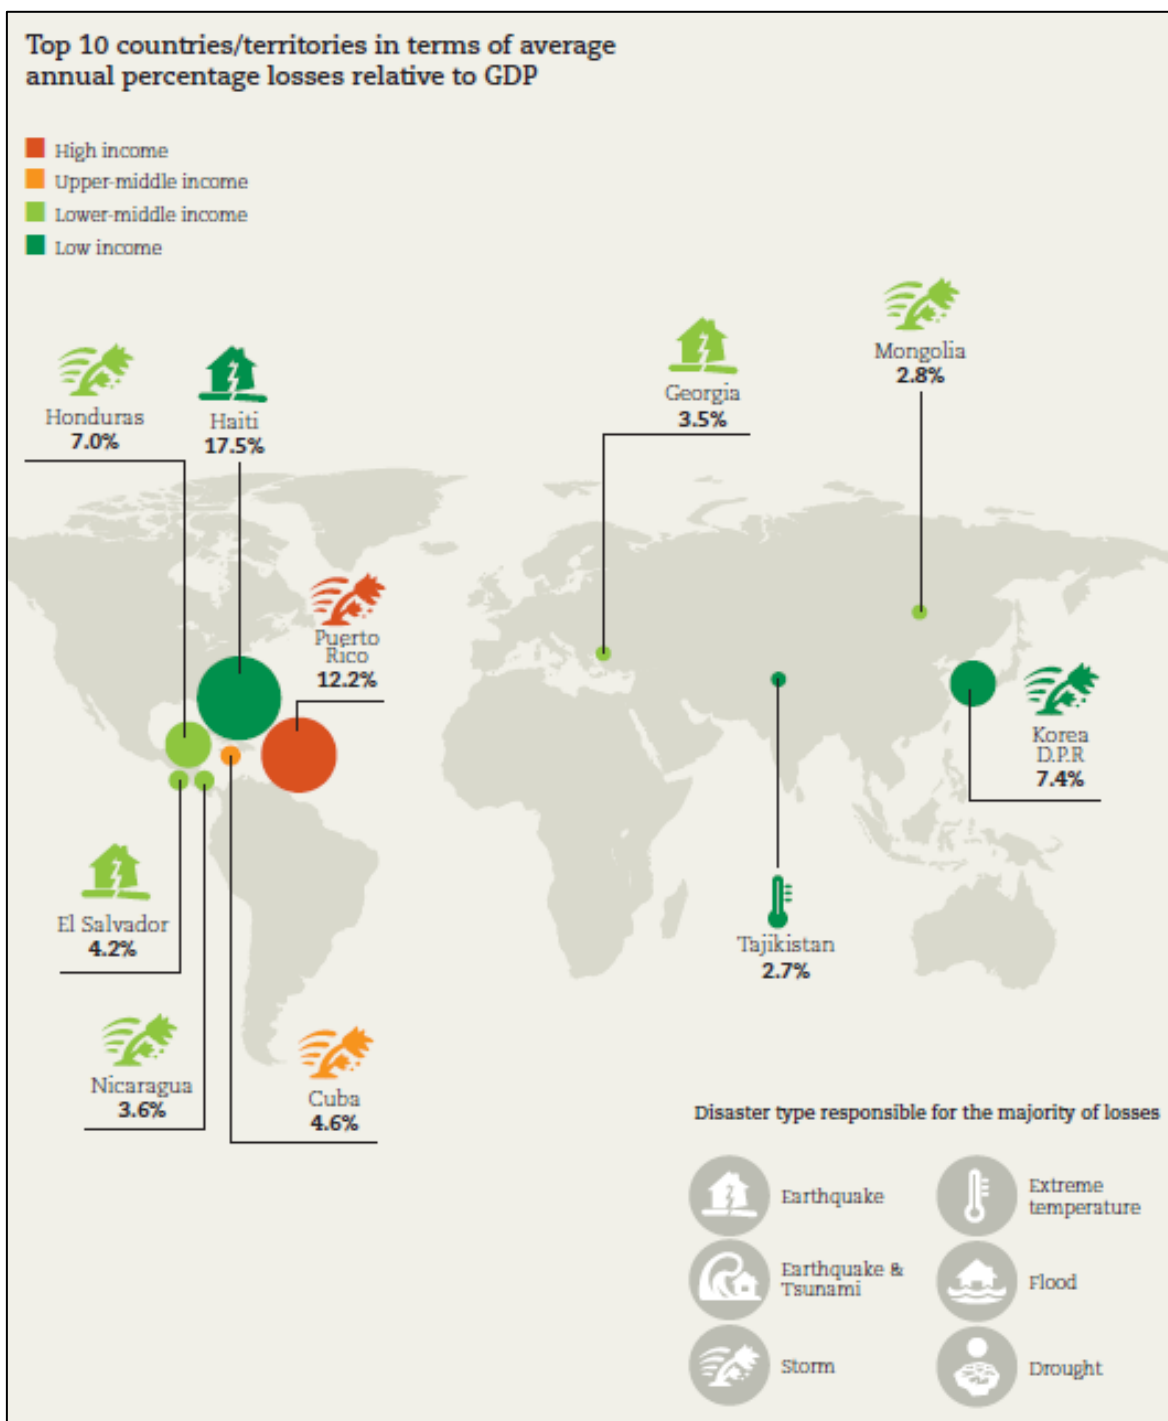 Top 10 countries/territories in terms of average
annual percentage losses relative to GDP
High income
Upper-middle income
Lower-middle income
Low income
Mongolia
2.8%
Georgia
3.5%
Honduras
7.0%
Haiti
17.5%
Puerto
Rico
12.2%
Korea
D.P.R
7.4%
El Salvador
4.2%
Tajikistan
2.7%
Nicaragua
3.6%
Cuba
4.6%
Disaster type responsible for the majority of losses
Earthquake
Extreme
temperature
Earthquake &
Tsunami
Flood
Storm
Drought